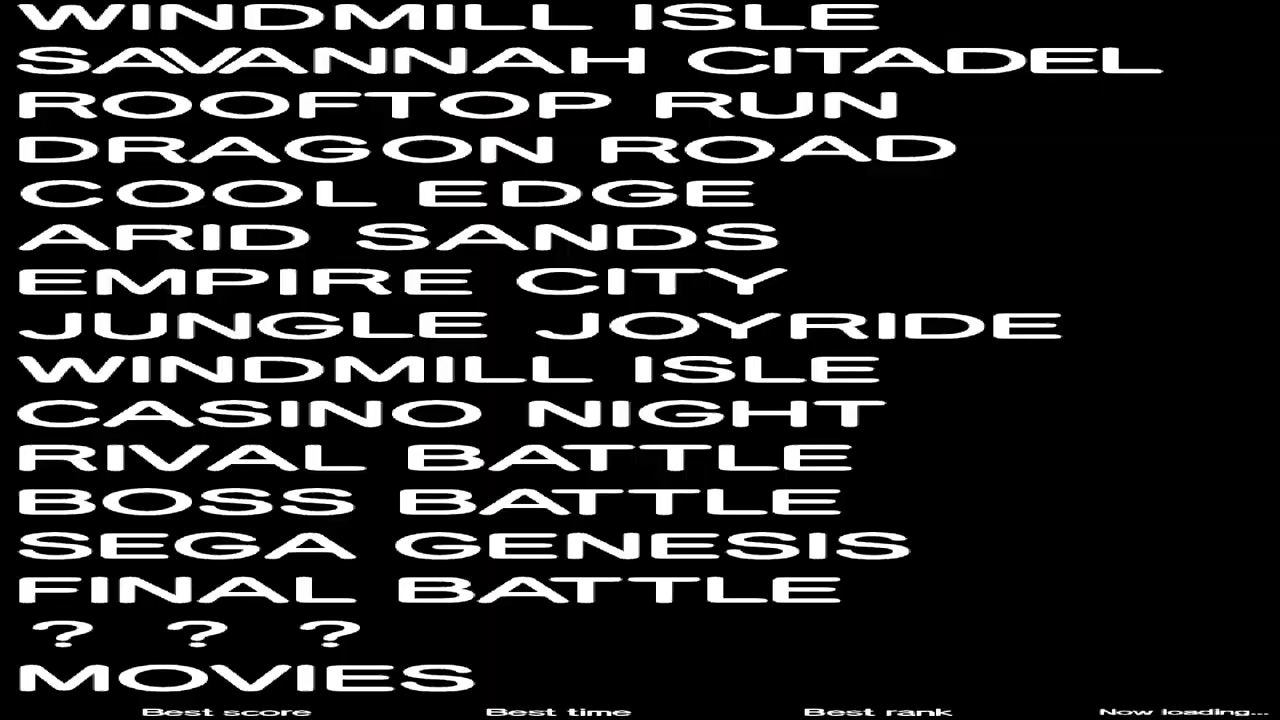 WINDMILL ISLE
SAVANNAH CITADEL
ROOFTOP RUN
DRAGON ROAD
COOL EDGE
ARID SANDS
EMPIRE CITY
JUNGLE JOYRIDE
WINDMILL ISLE
CASINO NIGHT
RIVAL BATTLE
BOSS BATTLE
SEGA GENESIS
FINAL BATTLE
? ? ?
MOVIES
Best score Best time Best rank Now loading...